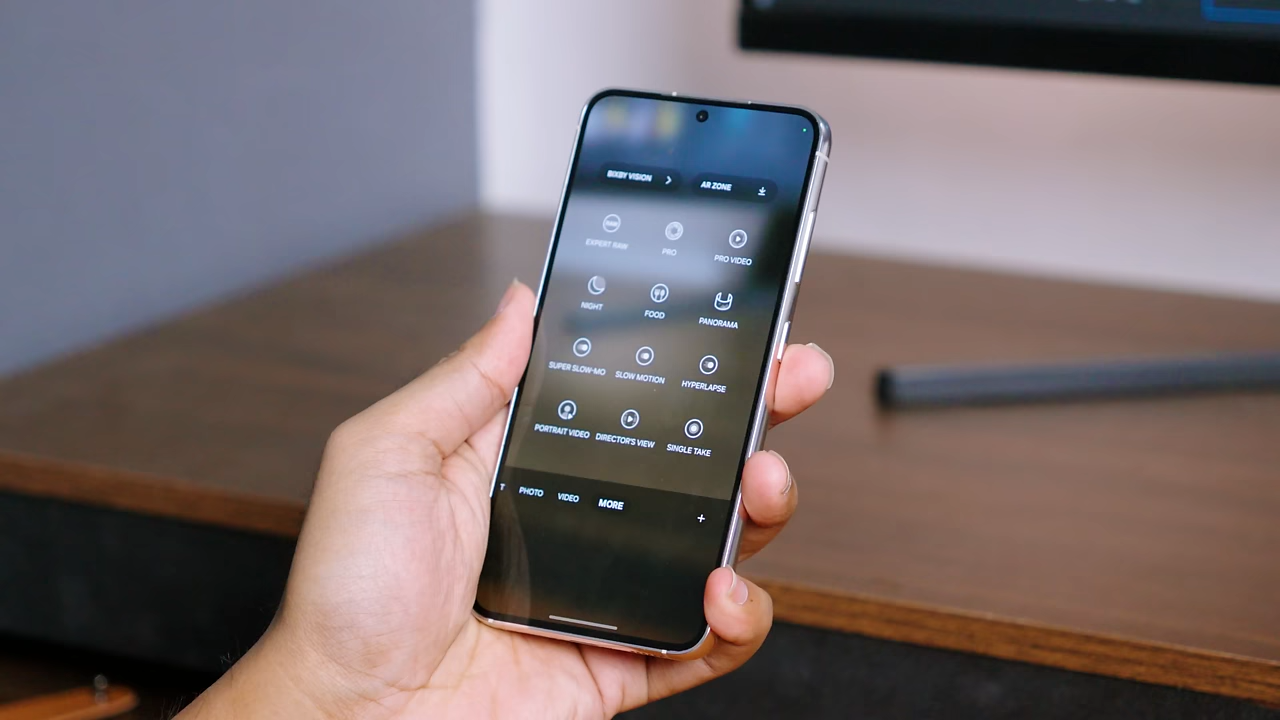 BIXBY VISION
AR ZONE
EXPERT RAW
PRO
PRO VIDEO
NIGHT
FOOD
PANORAMA
SUPER SLOW-MO
SLOW MOTION
HYPERLAPSE
PORTRAIT VIDEO
DIRECTOR'S VIEW
SINGLE TAKE
T PHOTO VIDEO MORE